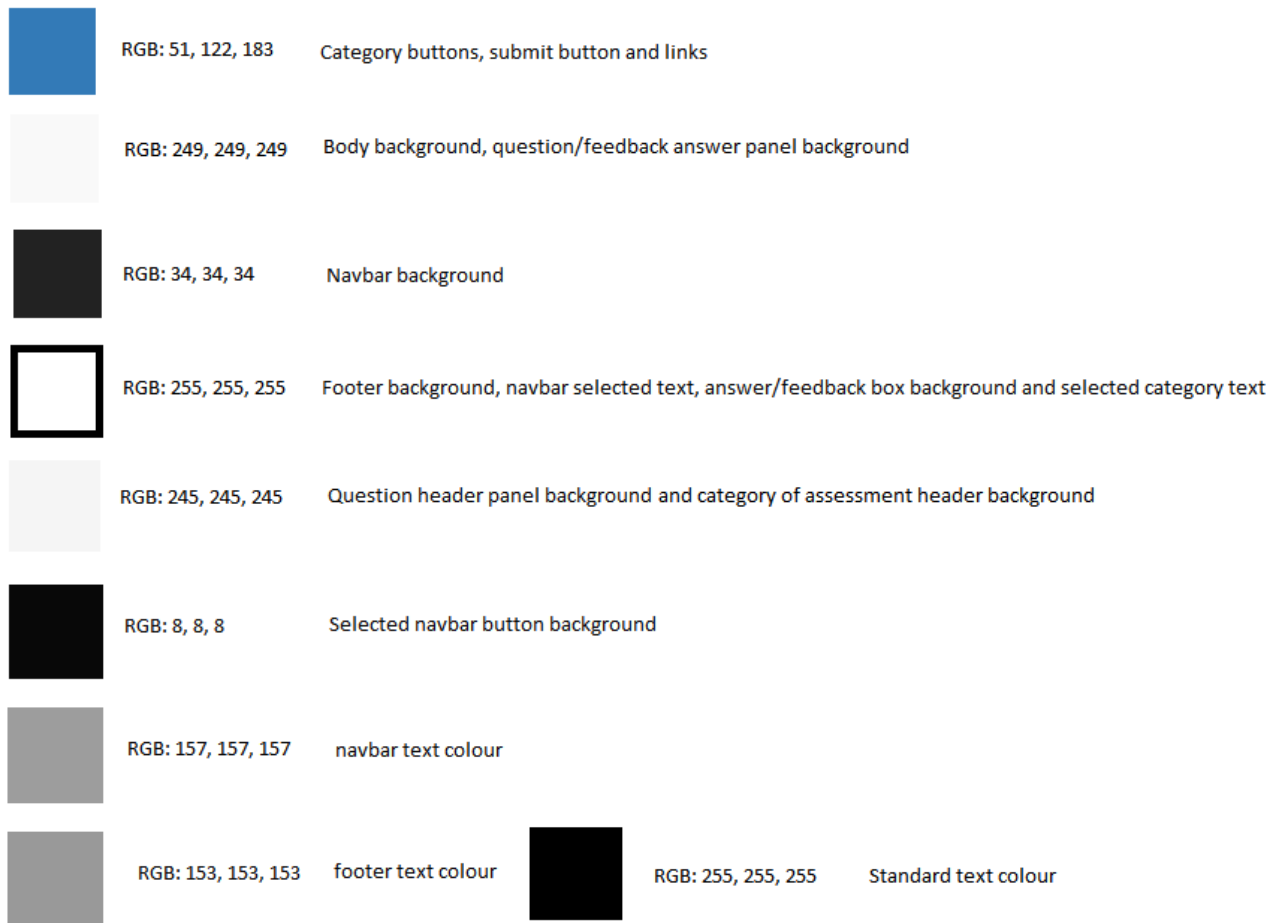 RGB: 51, 122, 183 Category buttons, submit button and links
RGB: 249, 249, 249 Body background, question/feedback answer panel background
RGB: 34, 34, 34 Navbar background
RGB: 255, 255, 255 Footer background, navbar selected text, answer/feedback box background and selected category text
RGB: 245, 245, 245 Question header panel background and category of assessment header background
RGB: 8, 8, 8 Selected navbar button background
RGB: 157, 157, 157 navbar text colour
RGB: 153, 153, 153 footer text colour RGB: 255, 255, 255 Standard text colour